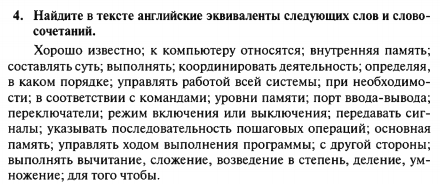 4. Найдите в тексте английские эквиваленты следующих слов и слово-
сочетаний.
Хорошо известно; к компьютеру относятся; внутренняя память;
составлять суть; выполнять; координировать деятельность; определяя,
в каком порядке; управлять работой всей системы; при необходимо-
сти; в соответствии с командами; уровни памяти; порт ввода-вывода;
переключатели; режим включения или выключения; передавать сиг-
налы; указывать последовательность пошаговых операций; основная
память; управлять ходом выполнения программы; с другой стороны;
выполнять вычитание, сложение, возведение в степень, деление, ум-
ножение; для того чтобы.